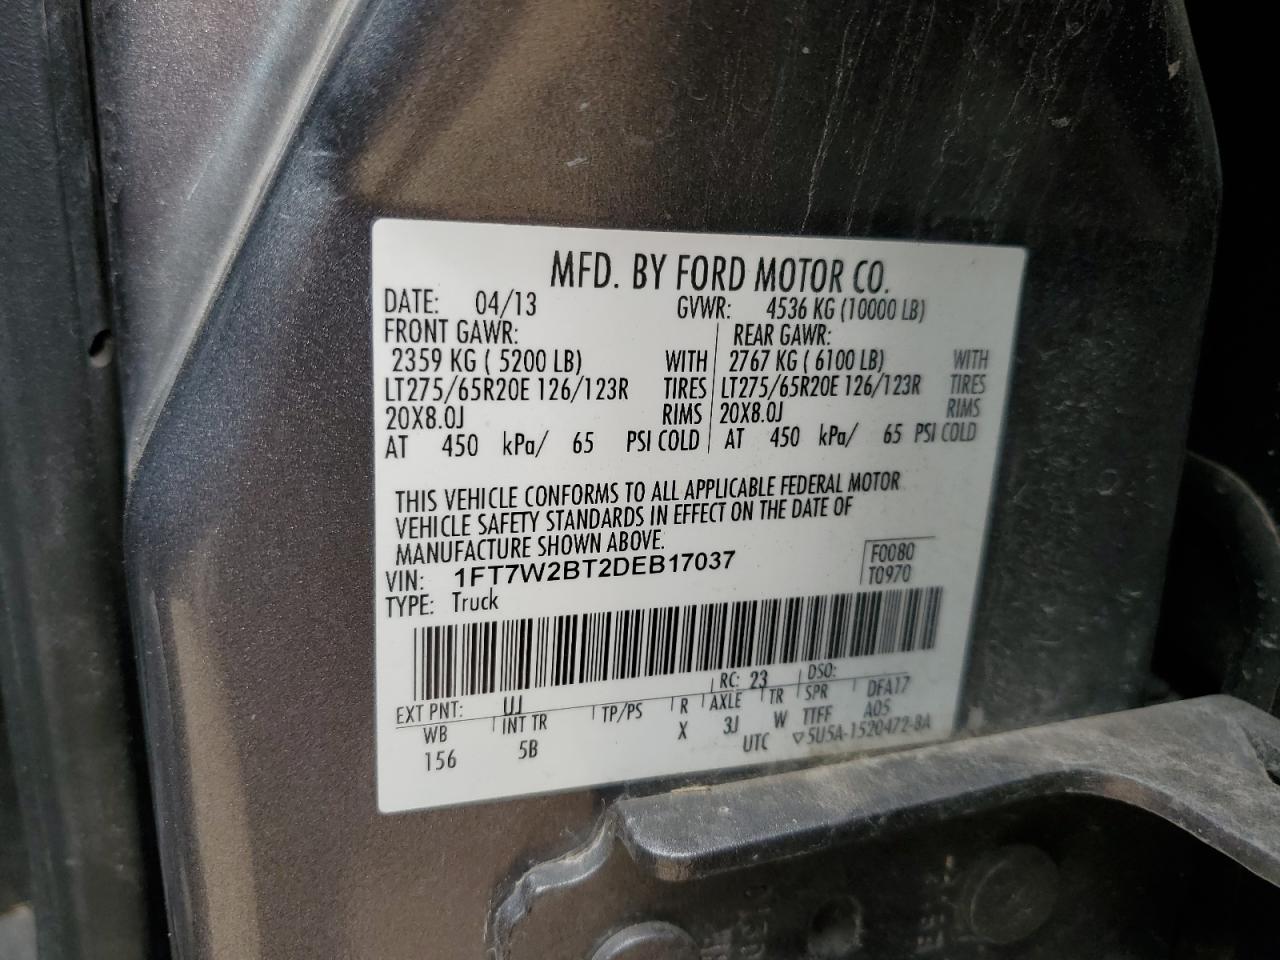 MFD. BY FORD MOTOR CO.
DATE: 04/13 GVWR: 4536 KG (10000 LB)
FRONT GAWR: REAR GAWR:
2359 KG ( 5200 LB) WITH 2767 KG ( 6100 LB) WITH
LT275/65R20E 126/123R TIRES LT275/65R20E 126/123R TIRES
20X8.0J RIMS 20X8.0J RIMS
AT 450 kPa/ 65 PSI COLD AT 450 kPa/ 65 PSI COLD
THIS VEHICLE CONFORMS TO ALL APPLICABLE FEDERAL MOTOR
VEHICLE SAFETY STANDARDS IN EFFECT ON THE DATE OF
MANUFACTURE SHOWN ABOVE.
VIN: 1FT7W2BT2DEB17037 F0080
TYPE: Truck T0970
EXT PNT: UJ RC: 23 DSO:
WB INT TR TP/PS R AXLE TR SPR DFA17
156 5B X 3J W TTFF A05
UTC ▽5U5A-1520472-BA